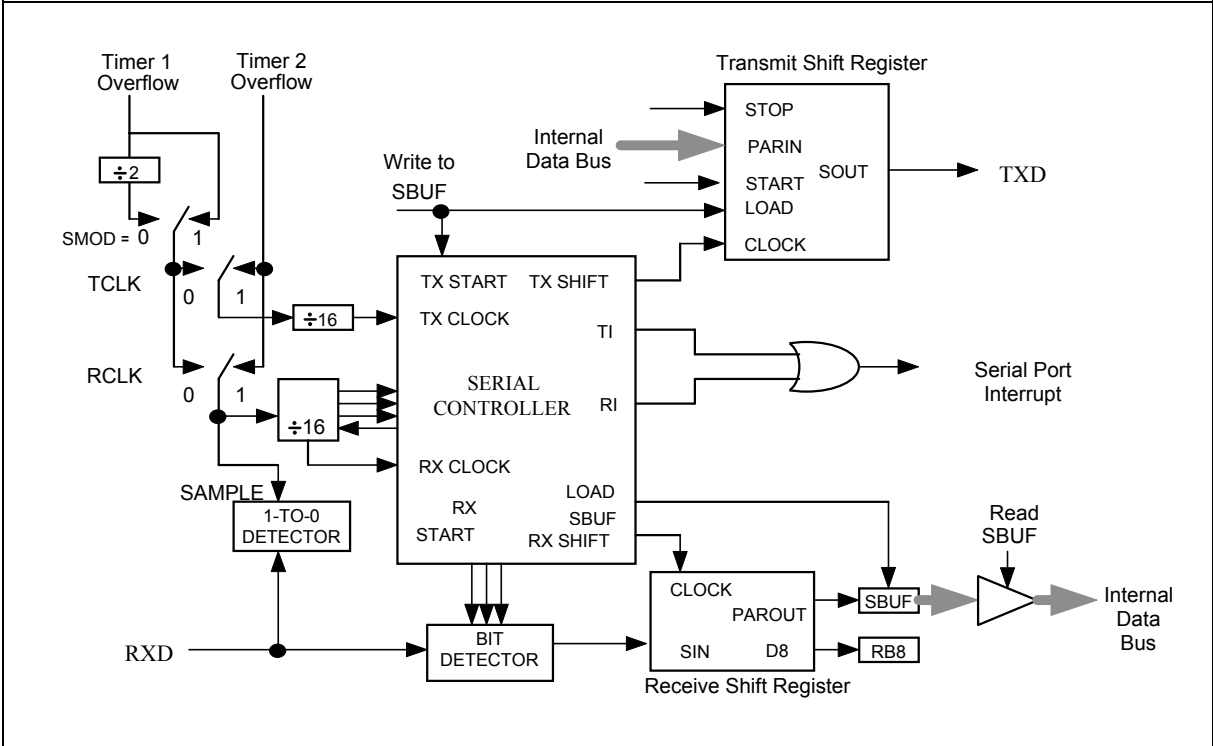 Timer 1
Overflow
Timer 2
Overflow
Transmit Shift Register
STOP
Internal
Data Bus
PARIN
SOUT
TXD
START
LOAD
CLOCK
÷2
Write to
SBUF
SMOD = 0
1
TCLK
0
1
÷16
TX START
TX SHIFT
TX CLOCK
TI
RCLK
0
1
÷16
SERIAL
CONTROLLER
RI
Serial Port
Interrupt
RX CLOCK
SAMPLE
1-TO-0
DETECTOR
RX
START
LOAD
SBUF
RX SHIFT
Read
SBUF
CLOCK
PAROUT
SBUF
Internal
Data
Bus
RXD
BIT
DETECTOR
SIN
D8
RB8
Receive Shift Register